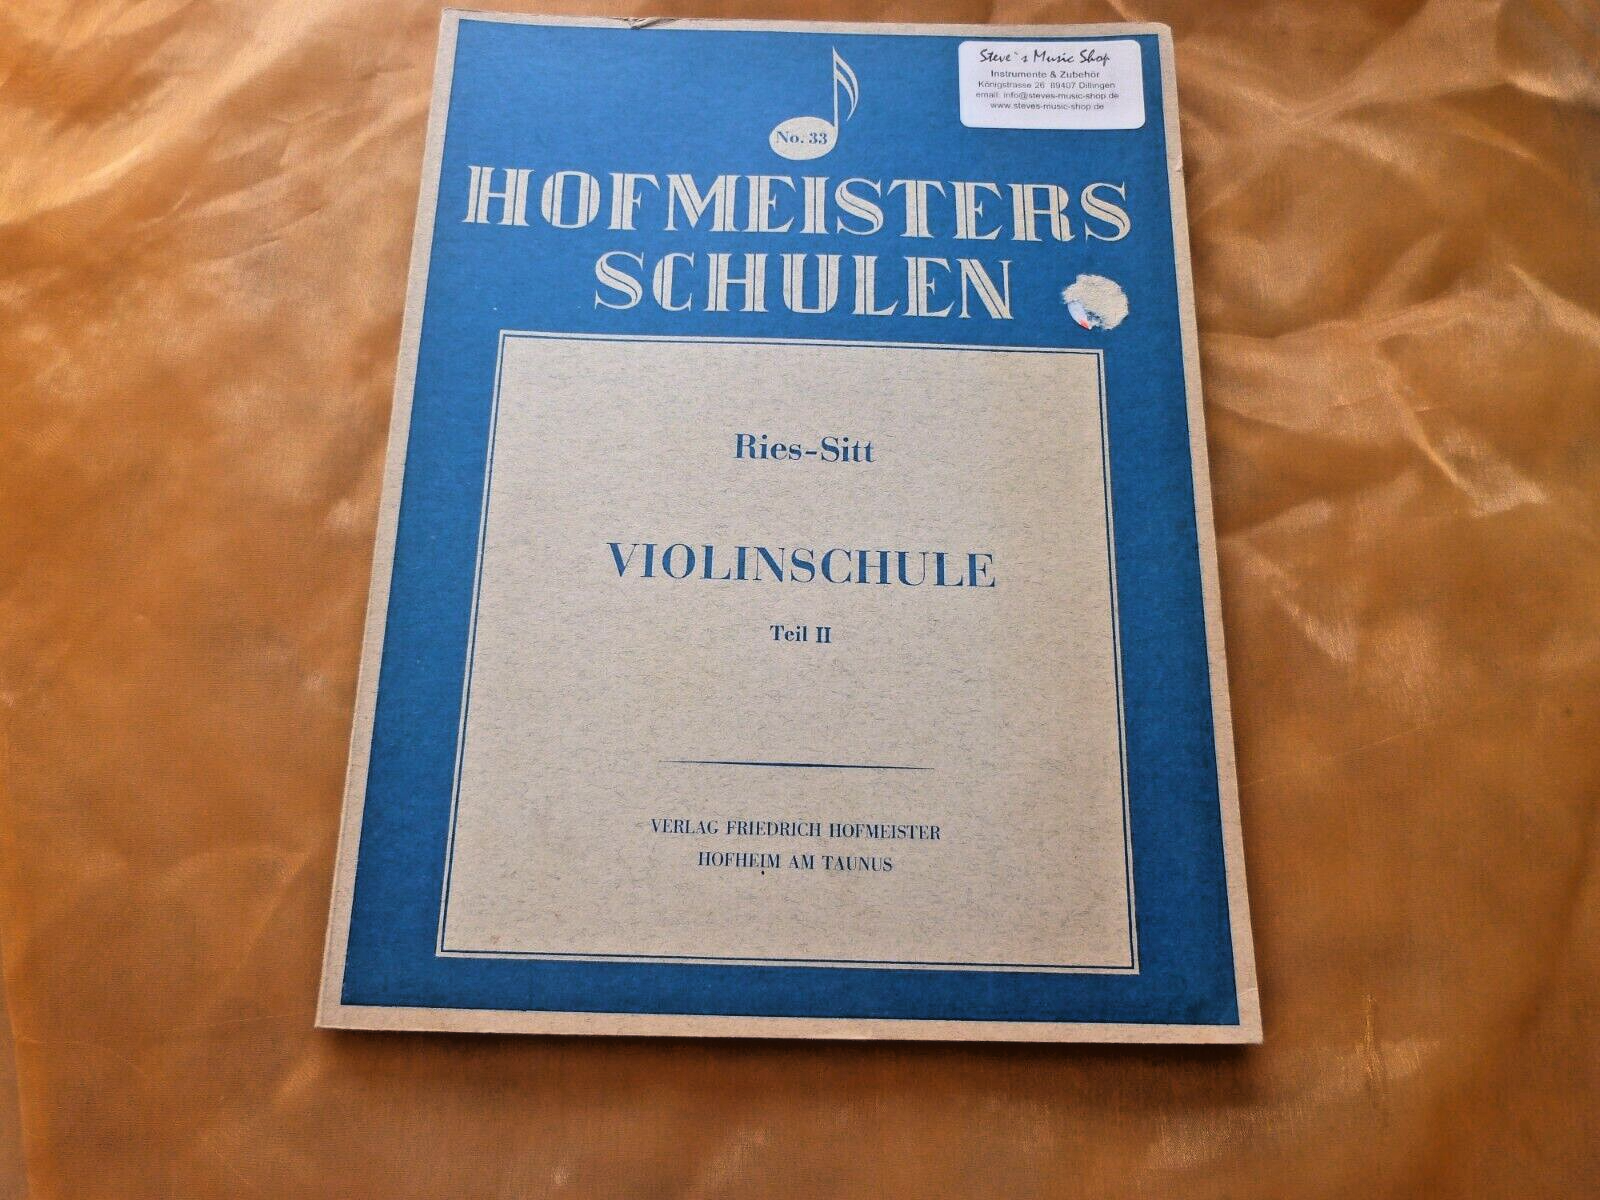 Steve`s Music Shop
Instrumente & Zubehör
Königstrasse 26 89407 Dillingen
email: info@steves-music-shop.de
www.steves-music-shop.de
No. 33
HOFMEISTERS
SCHULEN
Ries-Sitt
VIOLINSCHULE
Teil II
VERLAG FRIEDRICH HOFMEISTER
HOFHEIM AM TAUNUS